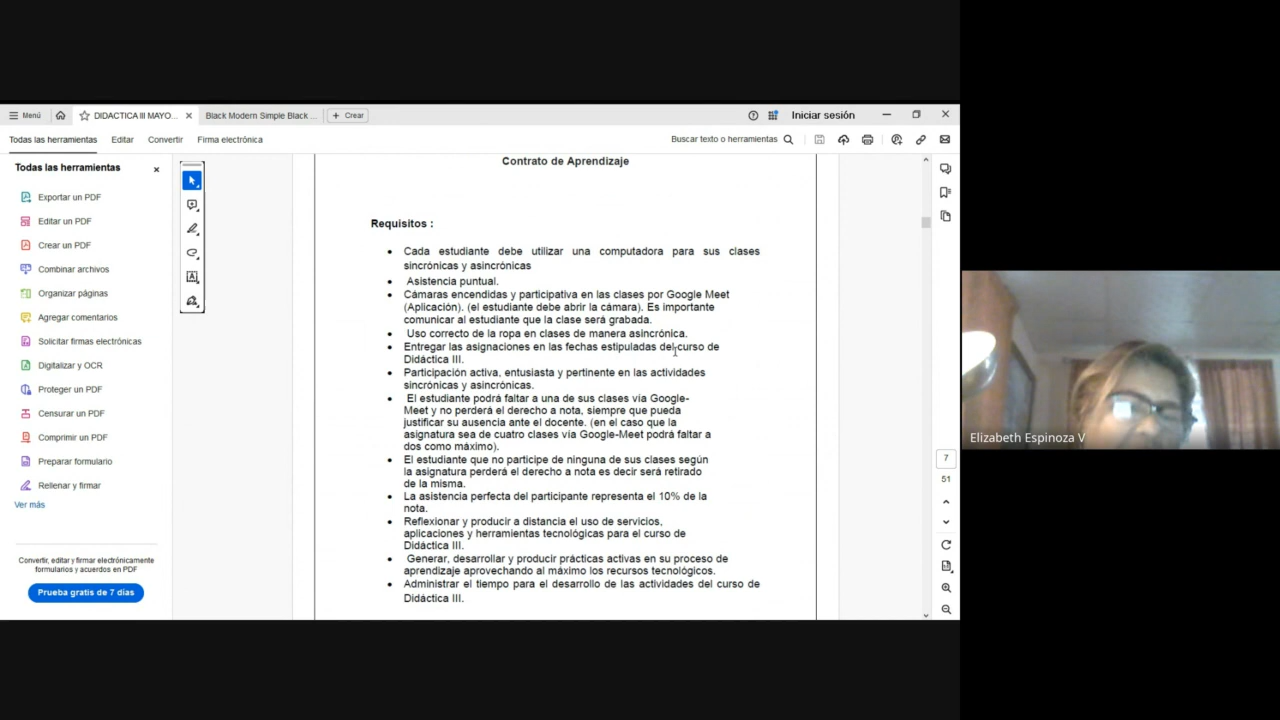 Menú
DIDACTICA III MAYO...
Black Modern Simple Black ...
+ Crear
Iniciar sesión
Todas las herramientas
Editar
Convertir
Firma electrónica
Buscar texto o herramientas
Todas las herramientas
Exportar un PDF
Editar un PDF
Crear un PDF
Combinar archivos
Organizar páginas
Agregar comentarios
Solicitar firmas electrónicas
Digitalizar y OCR
Proteger un PDF
Censurar un PDF
Comprimir un PDF
Preparar formulario
Rellenar y firmar
Ver más
Convertir, editar y firmar electrónicamente
formularios y acuerdos en PDF
Prueba gratis de 7 días
Contrato de Aprendizaje
Requisitos :
• Cada estudiante debe utilizar una computadora para sus clases
sincrónicas y asincrónicas
• Asistencia puntual.
• Cámaras encendidas y participativa en las clases por Google Meet
(Aplicación). (el estudiante debe abrir la cámara). Es importante
comunicar al estudiante que la clase será grabada.
• Uso correcto de la ropa en clases de manera asincrónica.
• Entregar las asignaciones en las fechas estipuladas del curso de
Didáctica III.
• Participación activa, entusiasta y pertinente en las actividades
sincrónicas y asincrónicas.
• El estudiante podrá faltar a una de sus clases vía Google-
Meet y no perderá el derecho a nota, siempre que pueda
justificar su ausencia ante el docente. (en el caso que la
asignatura sea de cuatro clases vía Google-Meet podrá faltar a
dos como máximo).
• El estudiante que no participe de ninguna de sus clases según
la asignatura perderá el derecho a nota es decir será retirado
de la misma.
• La asistencia perfecta del participante representa el 10% de la
nota.
• Reflexionar y producir a distancia el uso de servicios,
aplicaciones y herramientas tecnológicas para el curso de
Didáctica III.
• Generar, desarrollar y producir prácticas activas en su proceso de
aprendizaje aprovechando al máximo los recursos tecnológicos.
• Administrar el tiempo para el desarrollo de las actividades del curso de
Didáctica III.
7
51
Elizabeth Espinoza V